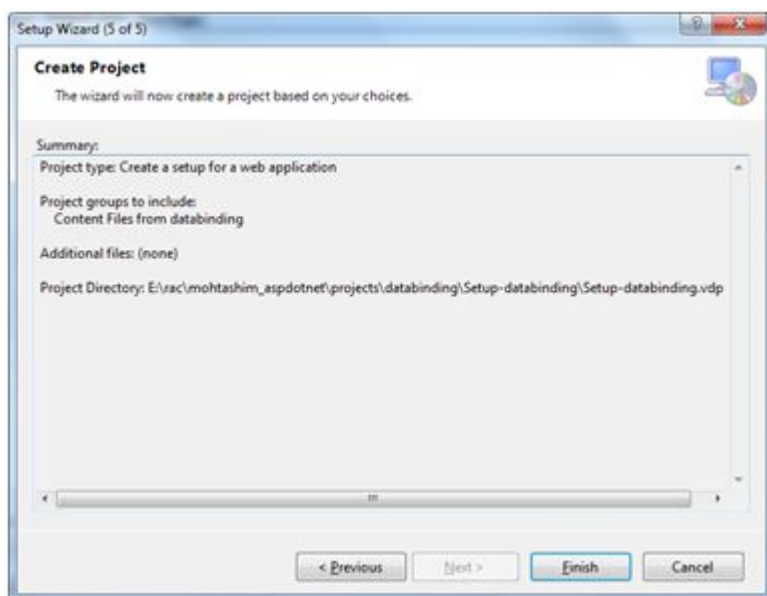 Setup Wizard (5 of 5)
Create Project
The wizard will now create a project based on your choices.
Summary:
Project type: Create a setup for a web application
Project groups to include:
Content Files from databinding
Additional files: (none)
Project Directory: E:\rac\mohtashim_aspdotnet\projects\databinding\Setup-databinding\Setup-databinding.vdp
< Previous Next > Finish Cancel